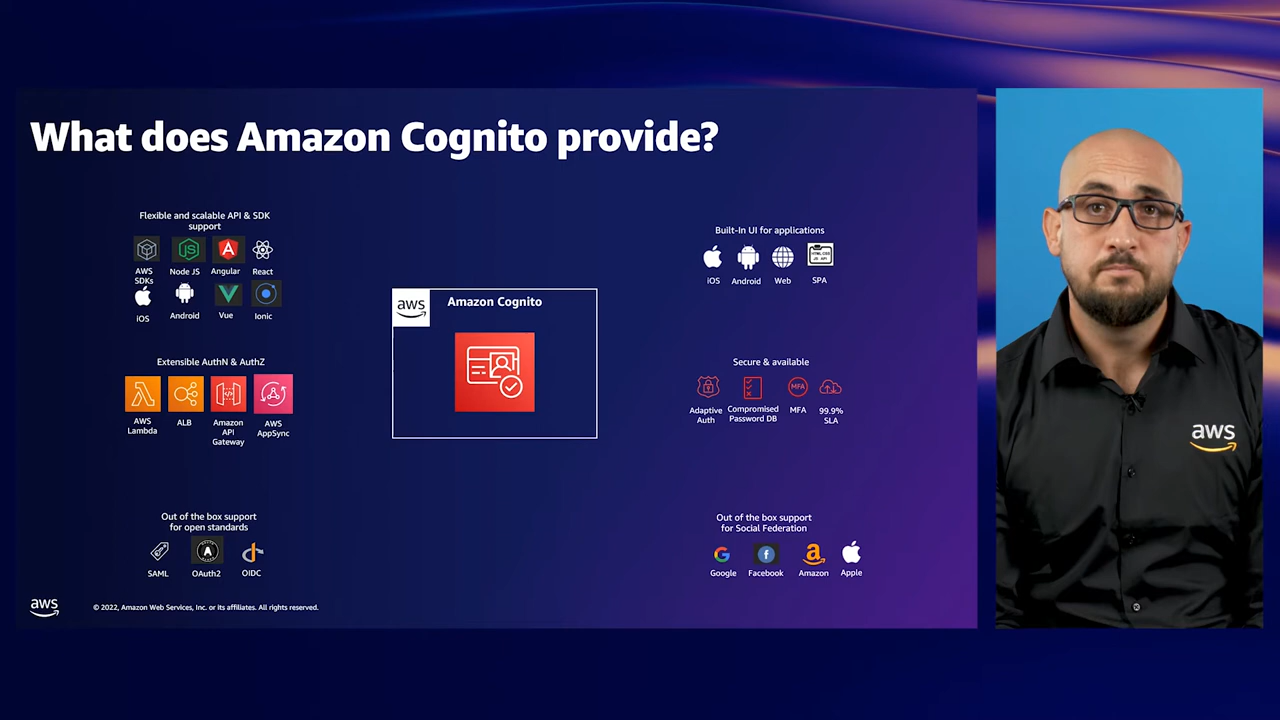 What does Amazon Cognito provide?
Flexible and scalable API & SDK
support
AWS
SDKs
Node JS
Angular
React
iOS
Android
Vue
Ionic
Extensible AuthN & AuthZ
AWS
Lambda
ALB
Amazon
API
Gateway
AWS
AppSync
Out of the box support
for open standards
SAML
OAuth2
OIDC
aws
Amazon Cognito
Built-In UI for applications
HTML CSS
JS API
iOS
Android
Web
SPA
Secure & available
MFA
Adaptive
Auth
Compromised
Password DB
MFA
99.9%
SLA
Out of the box support
for Social Federation
Google
Facebook
Amazon
Apple
aws
© 2022, Amazon Web Services, Inc. or its affiliates. All rights reserved.
aws